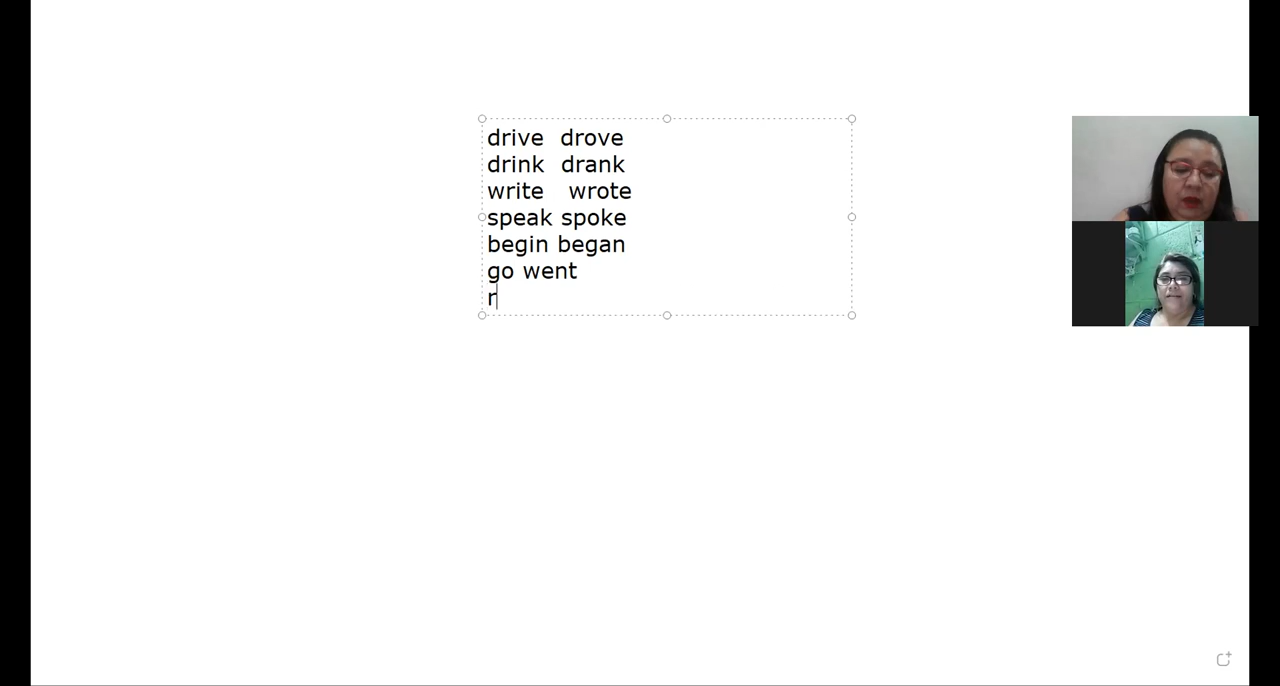 drive drove
drink drank
write wrote
speak spoke
begin began
go went
r